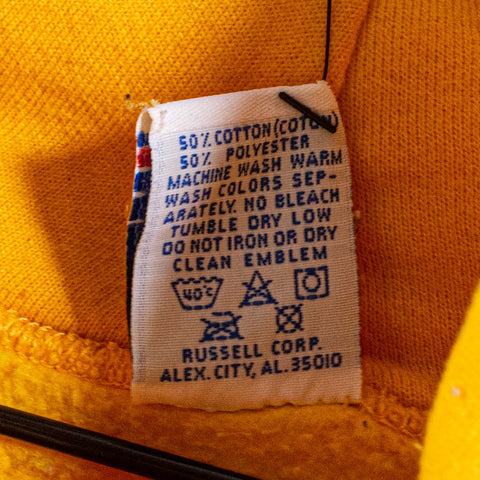 50% COTTON (COTON)
50% POLYESTER
MACHINE WASH WARM
WASH COLORS SEP-
ARATELY. NO BLEACH
TUMBLE DRY LOW
DO NOT IRON OR DRY
CLEAN EMBLEM
40°C
RUSSELL CORP.
ALEX. CITY, AL. 35010